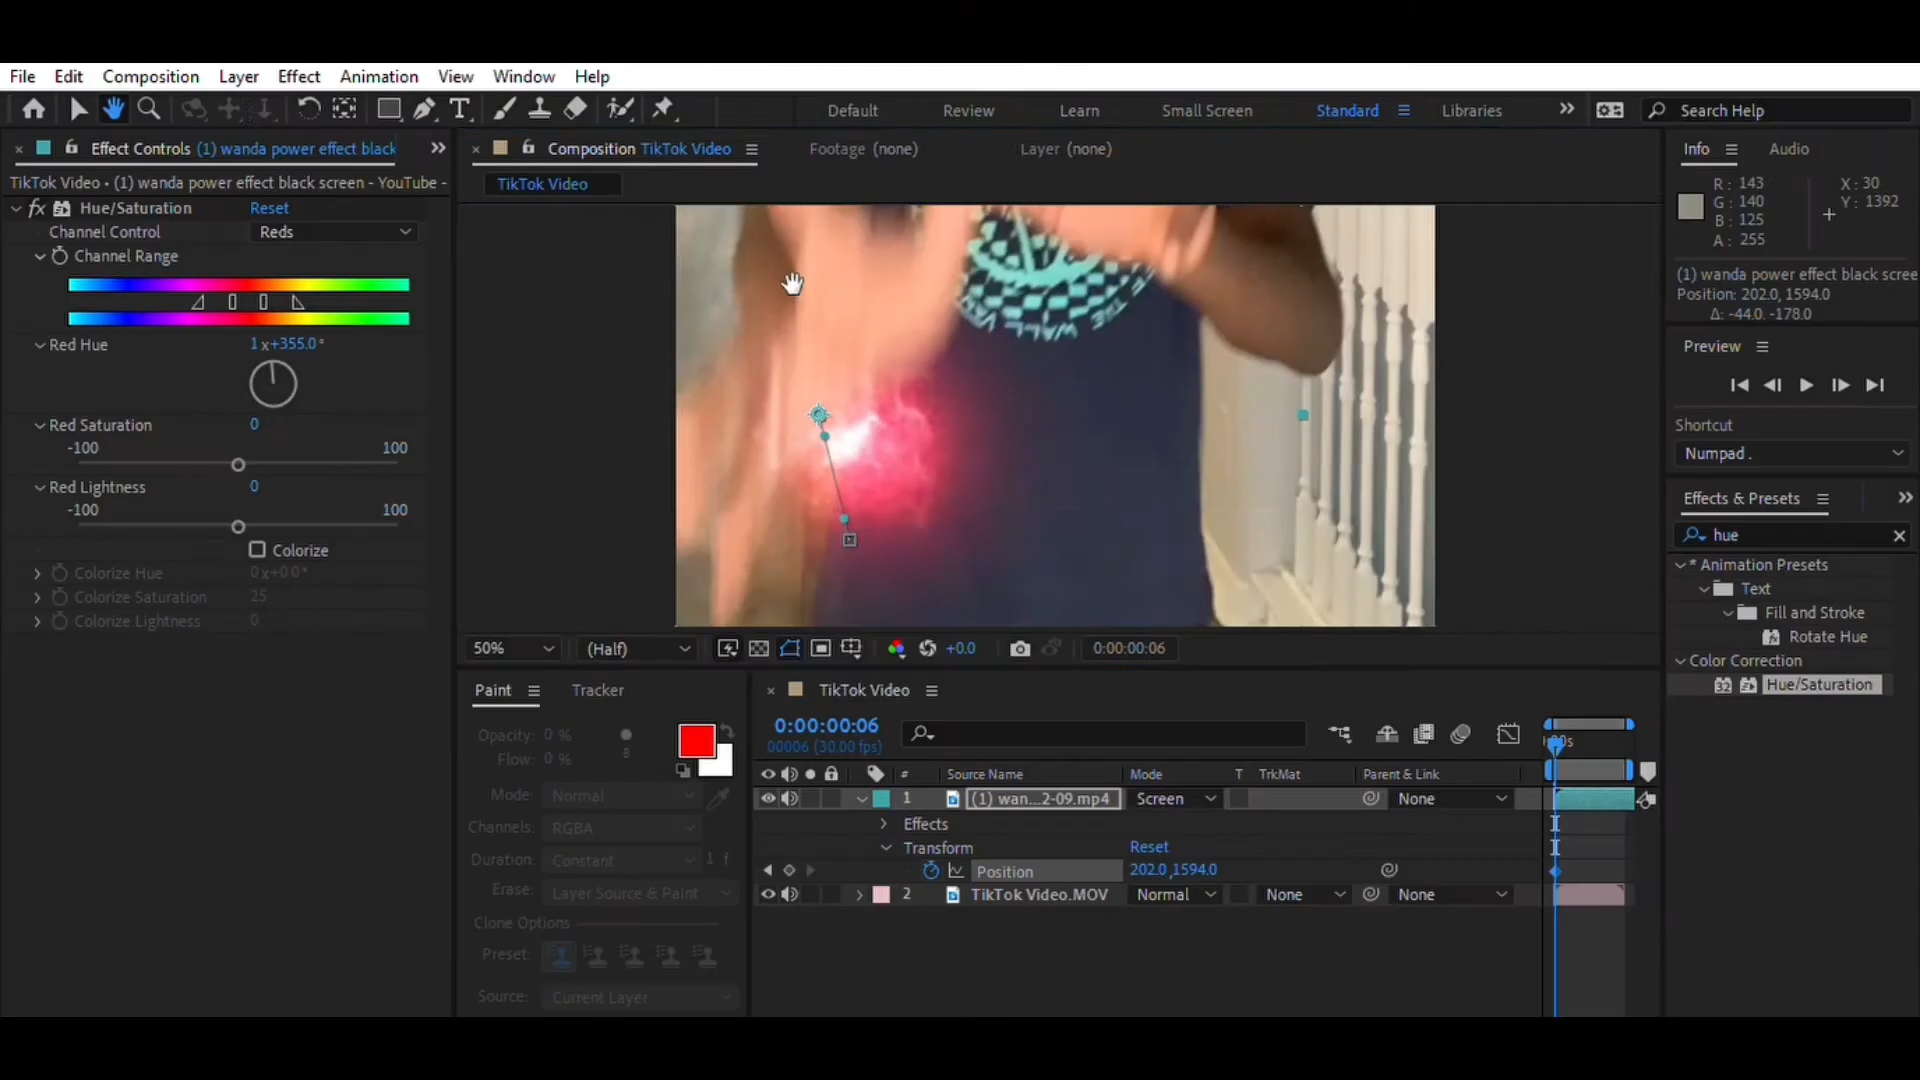 File Edit Composition Layer Effect Animation View Window Help
Default Review Learn Small Screen Standard Libraries Search Help
Effect Controls (1) wanda power effect black
TikTok Video • (1) wanda power effect black screen - YouTube -
fx Hue/Saturation Reset
Channel Control Reds
Channel Range
Red Hue 1x+355.0°
Red Saturation 0
-100 100
Red Lightness 0
-100 100
Colorize
Colorize Hue 0x+0.0°
Colorize Saturation 25
Colorize Lightness 0
Composition TikTok Video Footage (none) Layer (none)
TikTok Video
THE WALL
50% (Half) +0.0 0:00:00:06
Info Audio
R: 143 X: 30
G: 140 Y: 1392
B: 125
A: 255
(1) wanda power effect black scree
Position: 202.0, 1594.0
Δ: -44.0, -178.0
Preview
Shortcut
Numpad .
Effects & Presets
hue
* Animation Presets
Text
Fill and Stroke
Rotate Hue
Color Correction
32 Hue/Saturation
Paint Tracker
Opacity: 0 %
Flow: 0 % 8
Mode: Normal
Channels: RGBA
Duration: Constant 1 f
Erase: Layer Source & Paint
Clone Options
Preset:
Source: Current Layer
TikTok Video
0:00:00:06
00006 (30.00 fps)
# Source Name Mode T TrkMat Parent & Link
1 (1) wan...2-09.mp4 Screen None
Effects
Transform Reset
Position 202.0,1594.0
2 TikTok Video.MOV Normal None None